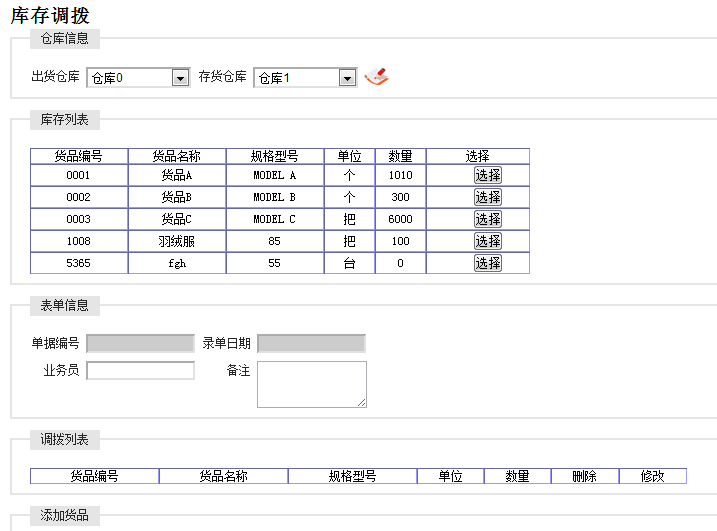 库存调拨
仓库信息
出货仓库 仓库0 存货仓库 仓库1
库存列表
货品编号 货品名称 规格型号 单位 数量 选择
0001 货品A MODEL A 个 1010 选择
0002 货品B MODEL B 个 300 选择
0003 货品C MODEL C 把 6000 选择
1008 羽绒服 85 把 100 选择
5365 fgh 55 台 0 选择
表单信息
单据编号 录单日期
业务员 备注
调拨列表
货品编号 货品名称 规格型号 单位 数量 删除 修改
添加货品